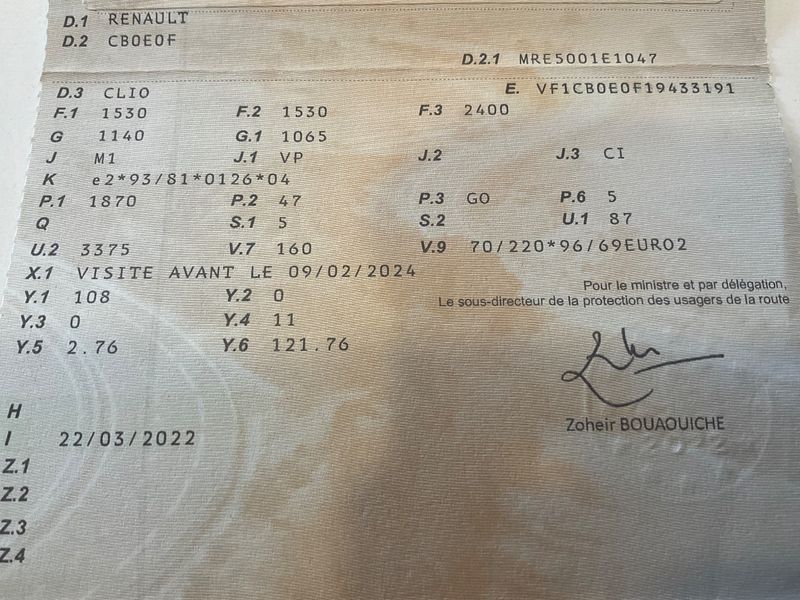 D.1 RENAULT
D.2 CB0E0F
D.2.1 MRE5001E1047
D.3 CLIO
E. VF1CB0E0F19433191
F.1 1530 F.2 1530 F.3 2400
G 1140 G.1 1065
J M1 J.1 VP J.2 J.3 CI
K e2*93/81*0126*04
P.1 1870 P.2 47 P.3 GO P.6 5
Q S.1 5 S.2 U.1 87
U.2 3375 V.7 160 V.9 70/220*96/69EURO2
X.1 VISITE AVANT LE 09/02/2024
Y.1 108 Y.2 0
Y.3 0 Y.4 11
Y.5 2.76 Y.6 121.76
Pour le ministre et par délégation,
Le sous-directeur de la protection des usagers de la route
Zoheir BOUAOUICHE
H
I 22/03/2022
Z.1
Z.2
Z.3
Z.4